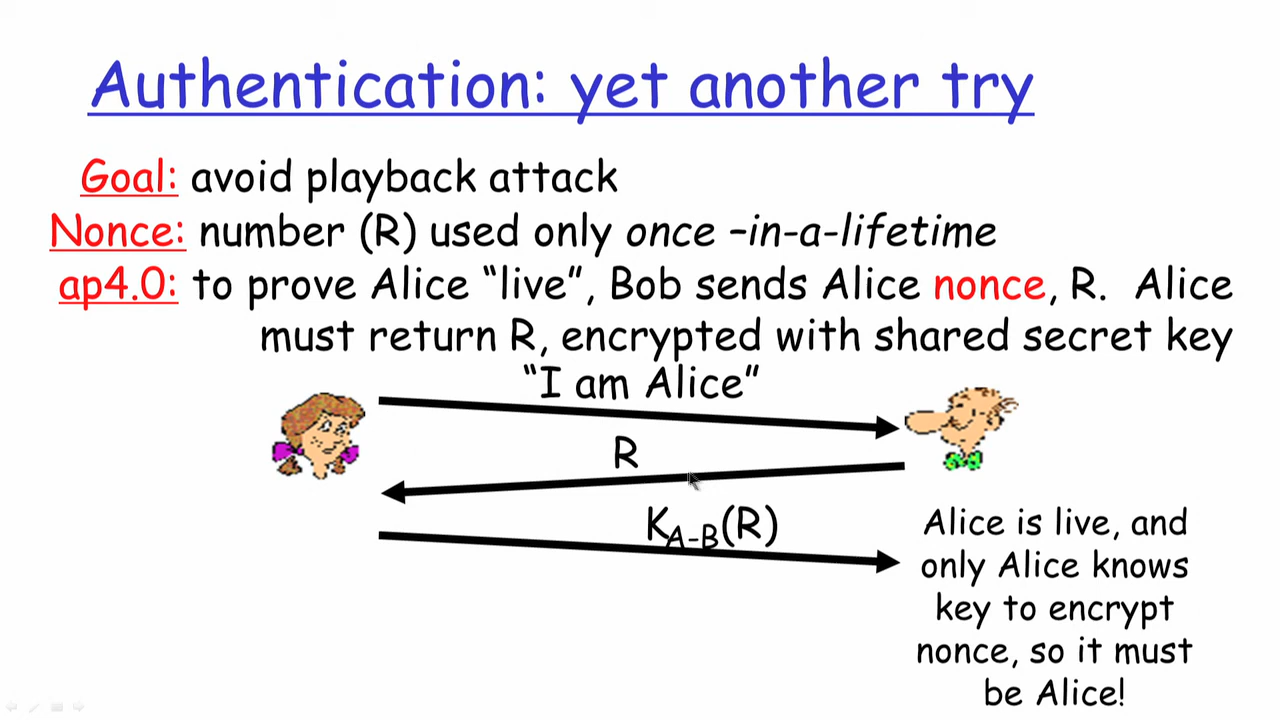 Authentication: yet another try
Goal: avoid playback attack
Nonce: number (R) used only once –in-a-lifetime
ap4.0: to prove Alice “live”, Bob sends Alice nonce, R. Alice
must return R, encrypted with shared secret key
“I am Alice”
R
K_{A-B}(R)
Alice is live, and
only Alice knows
key to encrypt
nonce, so it must
be Alice!